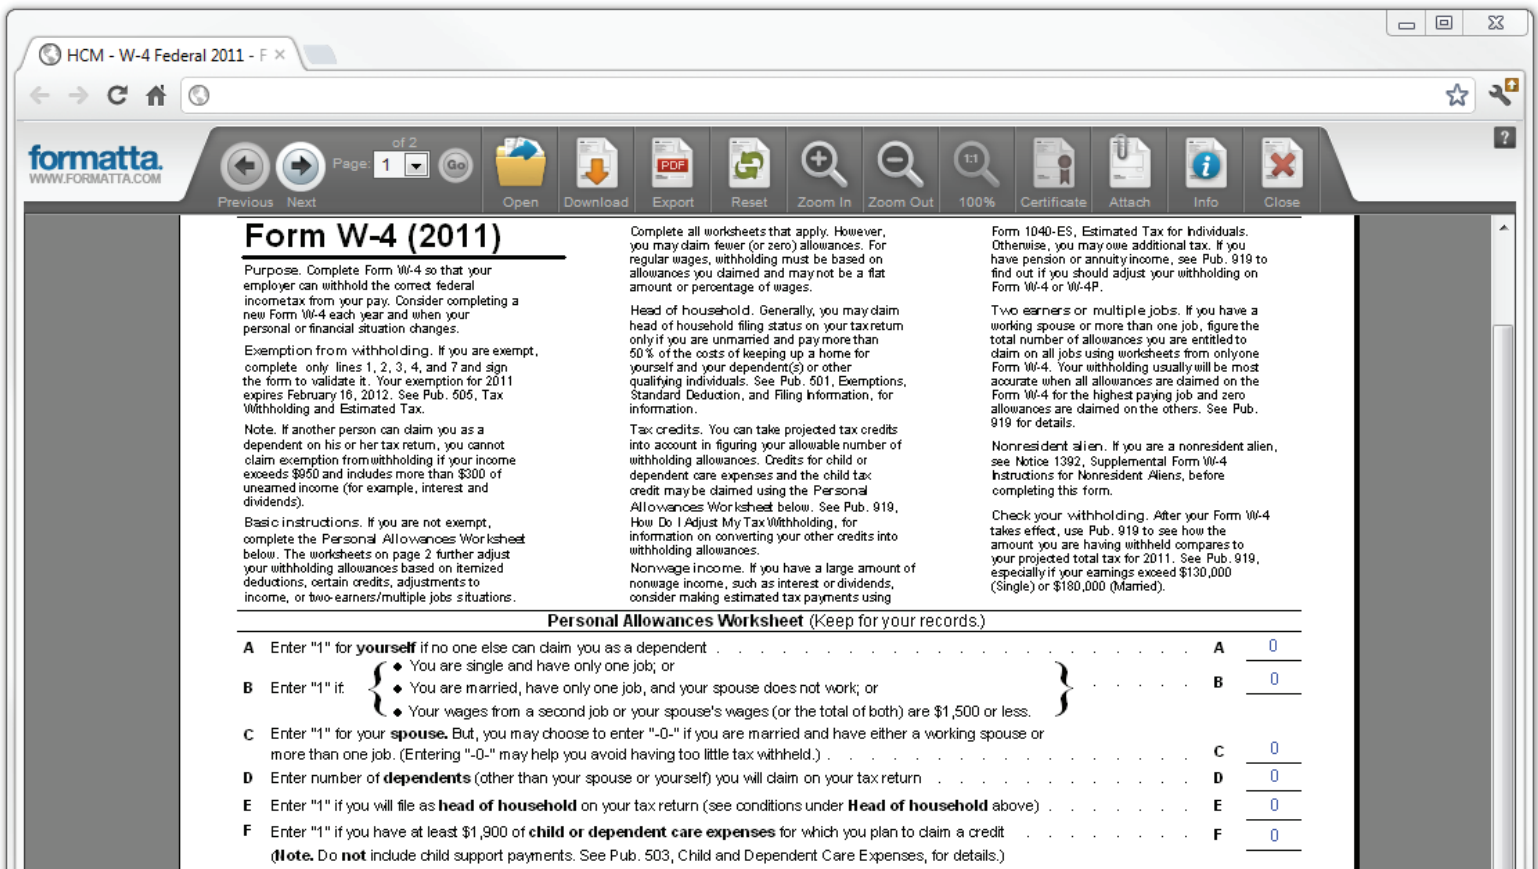 HCM - W-4 Federal 2011 - F
formatta.
WWW.FORMATTA.COM
Previous
Next
Page: 1
of 2
Go
Open
Download
PDF
Export
Reset
Zoom In
Zoom Out
1:1
100%
Certificate
Attach
Info
Close
?
Form W-4 (2011)
Purpose. Complete Form W-4 so that your
employer can withhold the correct federal
incometax from your pay. Consider completing a
new Form W-4 each year and when your
personal or financial situation changes.
Exemption from withholding. If you are exempt,
complete only lines 1, 2, 3, 4, and 7 and sign
the form to validate it. Your exemption for 2011
expires February 16, 2012. See Pub. 505, Tax
Withholding and Estimated Tax.
Note. If another person can claim you as a
dependent on his or her tax return, you cannot
claim exemption from withholding if your income
exceeds $950 and includes more than $300 of
unearned income (for example, interest and
dividends).
Basic instructions. If you are not exempt,
complete the Personal Allowances Worksheet
below. The worksheets on page 2 further adjust
your withholding allowances based on itemized
deductions, certain credits, adjustments to
income, or two-earners/multiple jobs situations.
Complete all worksheets that apply. However,
you may claim fewer (or zero) allowances. For
regular wages, withholding must be based on
allowances you claimed and may not be a flat
amount or percentage of wages.
Head of household. Generally, you may claim
head of household filing status on your tax return
only if you are unmarried and pay more than
50% of the costs of keeping up a home for
yourself and your dependent(s) or other
qualifying individuals. See Pub. 501, Exemptions,
Standard Deduction, and Filing Information, for
information.
Tax credits. You can take projected tax credits
into account in figuring your allowable number of
withholding allowances. Credits for child or
dependent care expenses and the child tax
credit may be claimed using the Personal
Allowances Worksheet below. See Pub. 919,
How Do I Adjust My Tax Withholding, for
information on converting your other credits into
withholding allowances.
Nonwage income. If you have a large amount of
nonwage income, such as interest or dividends,
consider making estimated tax payments using
Form 1040-ES, Estimated Tax for Individuals.
Otherwise, you may owe additional tax. If you
have pension or annuity income, see Pub. 919 to
find out if you should adjust your withholding on
Form W-4 or W-4P.
Two earners or multiple jobs. If you have a
working spouse or more than one job, figure the
total number of allowances you are entitled to
claim on all jobs using worksheets from only one
Form W-4. Your withholding usually will be most
accurate when all allowances are claimed on the
Form W-4 for the highest paying job and zero
allowances are claimed on the others. See Pub.
919 for details.
Nonresident alien. If you are a nonresident alien,
see Notice 1392, Supplemental Form W-4
Instructions for Nonresident Aliens, before
completing this form.
Check your withholding. After your Form W-4
takes effect, use Pub. 919 to see how the
amount you are having withheld compares to
your projected total tax for 2011. See Pub. 919,
especially if your earnings exceed $130,000
(Single) or $180,000 (Married).
Personal Allowances Worksheet (Keep for your records.)
A Enter "1" for yourself if no one else can claim you as a dependent . . . . . . . . . . . . . . . . A 0
● You are single and have only one job; or
B Enter "1" if: { ● You are married, have only one job, and your spouse does not work; or } . . . . . B 0
● Your wages from a second job or your spouse's wages (or the total of both) are $1,500 or less.
C Enter "1" for your spouse. But, you may choose to enter "-0-" if you are married and have either a working spouse or
more than one job. (Entering "-0-" may help you avoid having too little tax withheld.) . . . . . . . . . . . . . C 0
D Enter number of dependents (other than your spouse or yourself) you will claim on your tax return . . . . . . . . . . . . D 0
E Enter "1" if you will file as head of household on your tax return (see conditions under Head of household above) . . . . . . . E 0
F Enter "1" if you have at least $1,900 of child or dependent care expenses for which you plan to claim a credit . . . . . . . . F 0
(Note. Do not include child support payments. See Pub. 503, Child and Dependent Care Expenses, for details.)